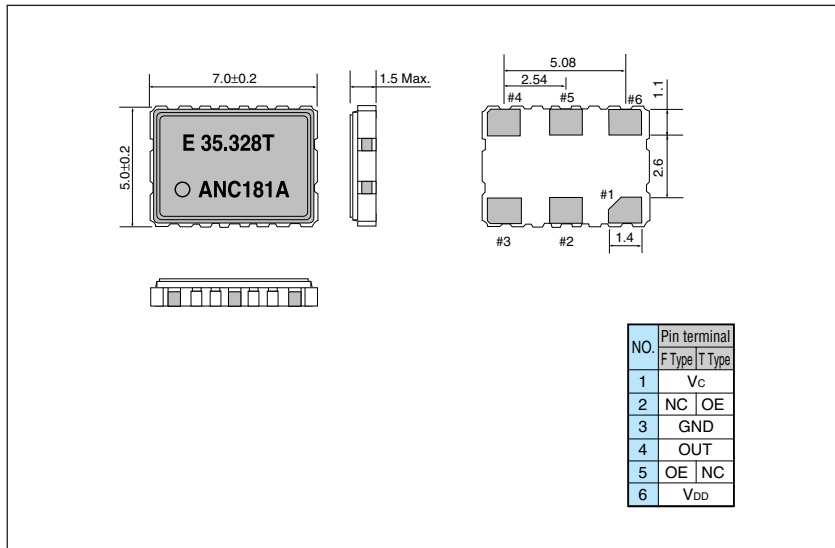 7.0±0.2
1.5 Max.
5.08
2.54
#4
#5
#6
1.1
5.0±0.2
E 35.328T
ANC181A
2.6
#1
#3
#2
1.4
NO.
Pin terminal
F Type T Type
1 VC
2 NC OE
3 GND
4 OUT
5 OE NC
6 VDD